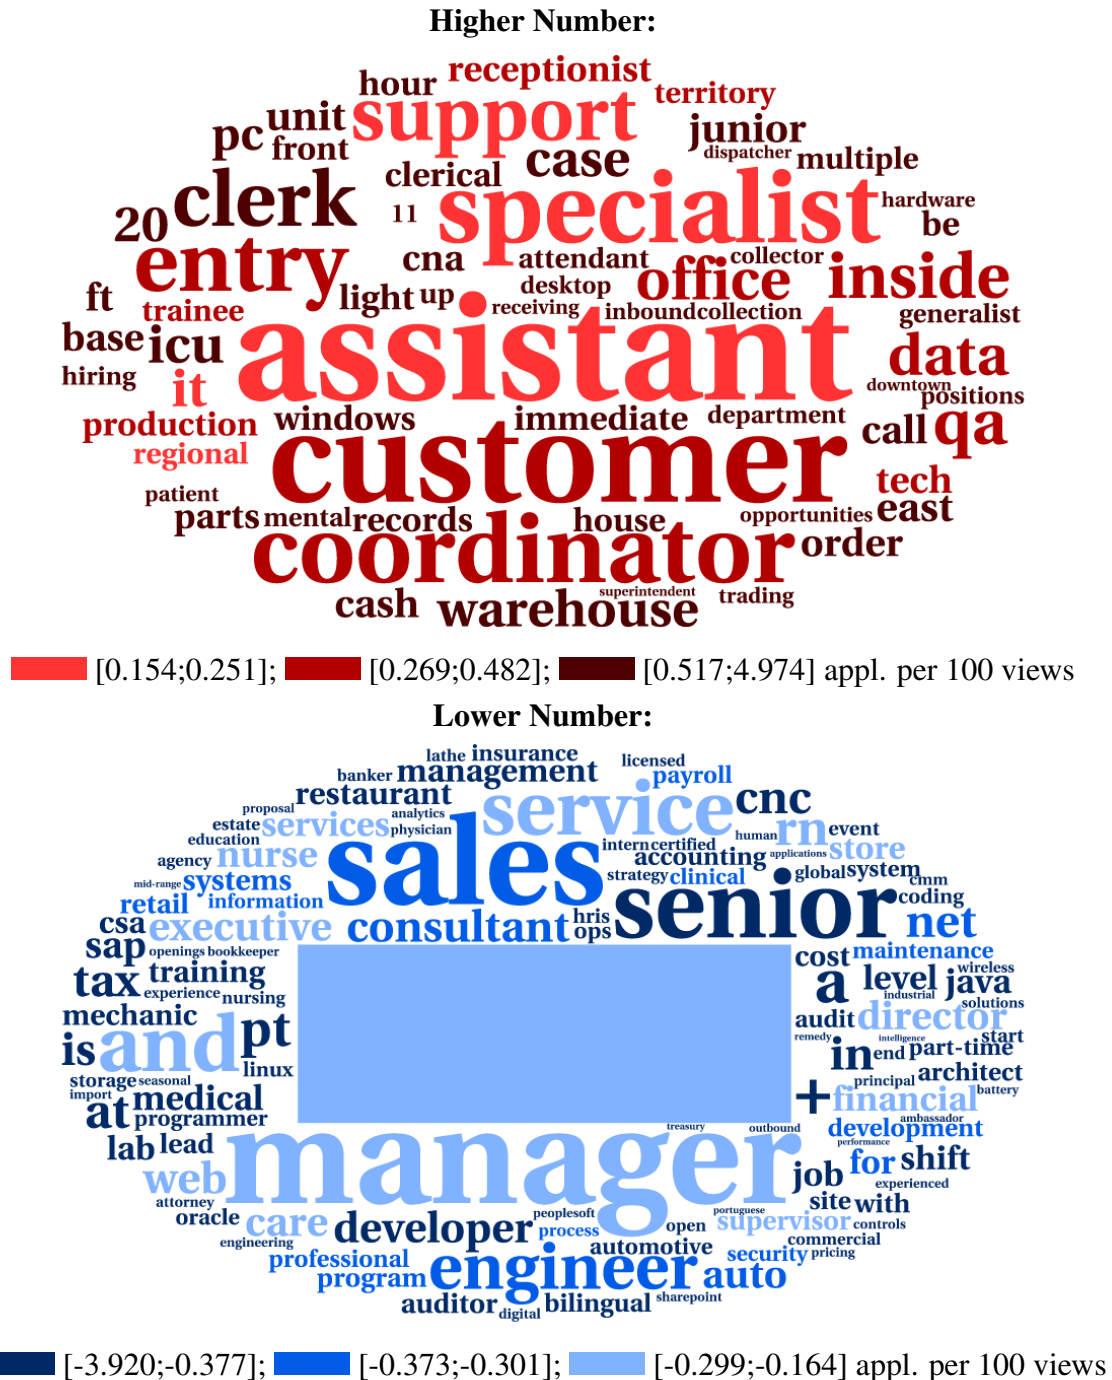 Higher Number:
receptionist
hour
support
territory
unit
pc
front
junior
dispatcher
multiple
case
clerical
clerk
specialist
hardware
20
11
be
entry
cna
attendant
collector
office
inside
ft
trainee
light
up
desktop
receiving
inbound
collection
generalist
base
icu
assistant
data
hiring
it
downtown
positions
production
windows
immediate
department
call
qa
regional
customer
tech
patient
parts
mental
records
house
opportunities
east
coordinator
order
cash
warehouse
superintendent
trading
[0.154;0.251]; [0.269;0.482]; [0.517;4.974] appl. per 100 views
Lower Number:
lathe
insurance
licensed
banker
management
payroll
restaurant
service
cnc
proposal
analytics
estate
services
physician
sales
human
rn
event
education
intern
certified
store
agency
nurse
accounting
applications
mid-range
systems
strategy
clinical
global
system
cmm
retail
information
senior
coding
csa
executive
consultant
hris
ops
net
sap
openings
bookkeeper
cost
maintenance
tax
training
a
level
java
wireless
experience
nursing
industrial
solutions
mechanic
and
pt
audit
director
start
is
remedy
intelligence
in
end
part-time
linux
storage
seasonal
principal
architect
import
at
medical
+
financial
battery
programmer
ambassador
development
treasury
outbound
lab
lead
manager
performance
for
shift
web
job
experienced
attorney
site
with
oracle
care
developer
peoplesoft
process
open
portuguese
supervisor
controls
engineering
automotive
commercial
professional
security
pricing
program
engineer
auto
auditor
digital
bilingual
sharepoint
[-3.920;-0.377]; [-0.373;-0.301]; [-0.299;-0.164] appl. per 100 views